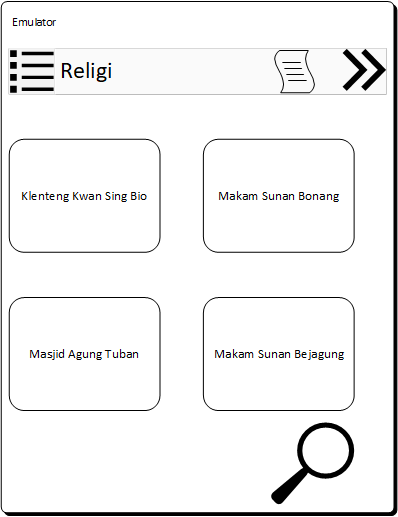 Emulator
Religi
Klenteng Kwan Sing Bio
Makam Sunan Bonang
Masjid Agung Tuban
Makam Sunan Bejagung